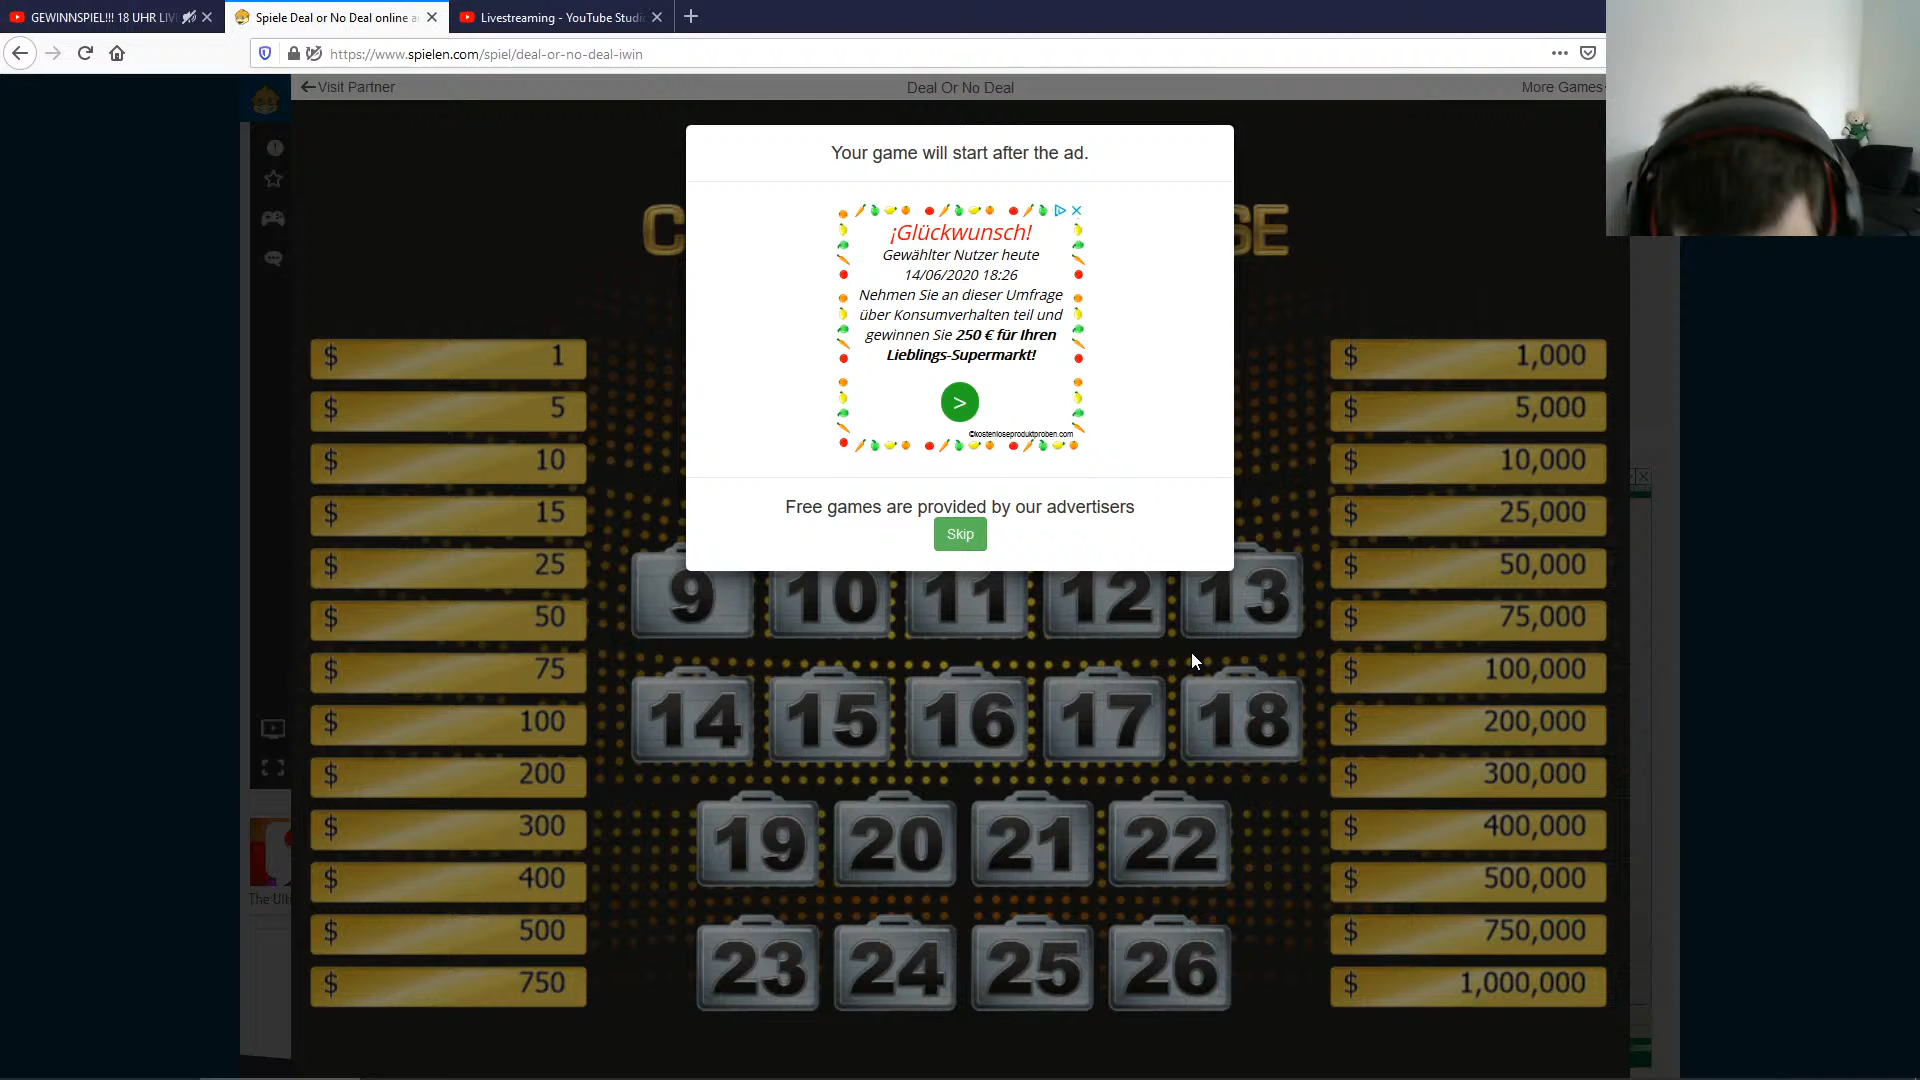 GEWINNSPIEL!!! 18 UHR LIV
Spiele Deal or No Deal online a
Livestreaming - YouTube Studi
https://www.spielen.com/spiel/deal-or-no-deal-iwin
Visit Partner
Deal Or No Deal
More Games
Your game will start after the ad.
¡Glückwunsch!
Gewählter Nutzer heute
14/06/2020 18:26
Nehmen Sie an dieser Umfrage
über Konsumverhalten teil und
gewinnen Sie 250 € für Ihren
Lieblings-Supermarkt!
>
©kostenloseproduktproben.com
Free games are provided by our advertisers
Skip
C
SE
$ 1
$ 5
$ 10
$ 15
$ 25
$ 50
$ 75
$ 100
$ 200
$ 300
$ 400
$ 500
$ 750
9 10 11 12 13
14 15 16 17 18
19 20 21 22
23 24 25 26
$ 1,000
$ 5,000
$ 10,000
$ 25,000
$ 50,000
$ 75,000
$ 100,000
$ 200,000
$ 300,000
$ 400,000
$ 500,000
$ 750,000
$ 1,000,000
The Ulti